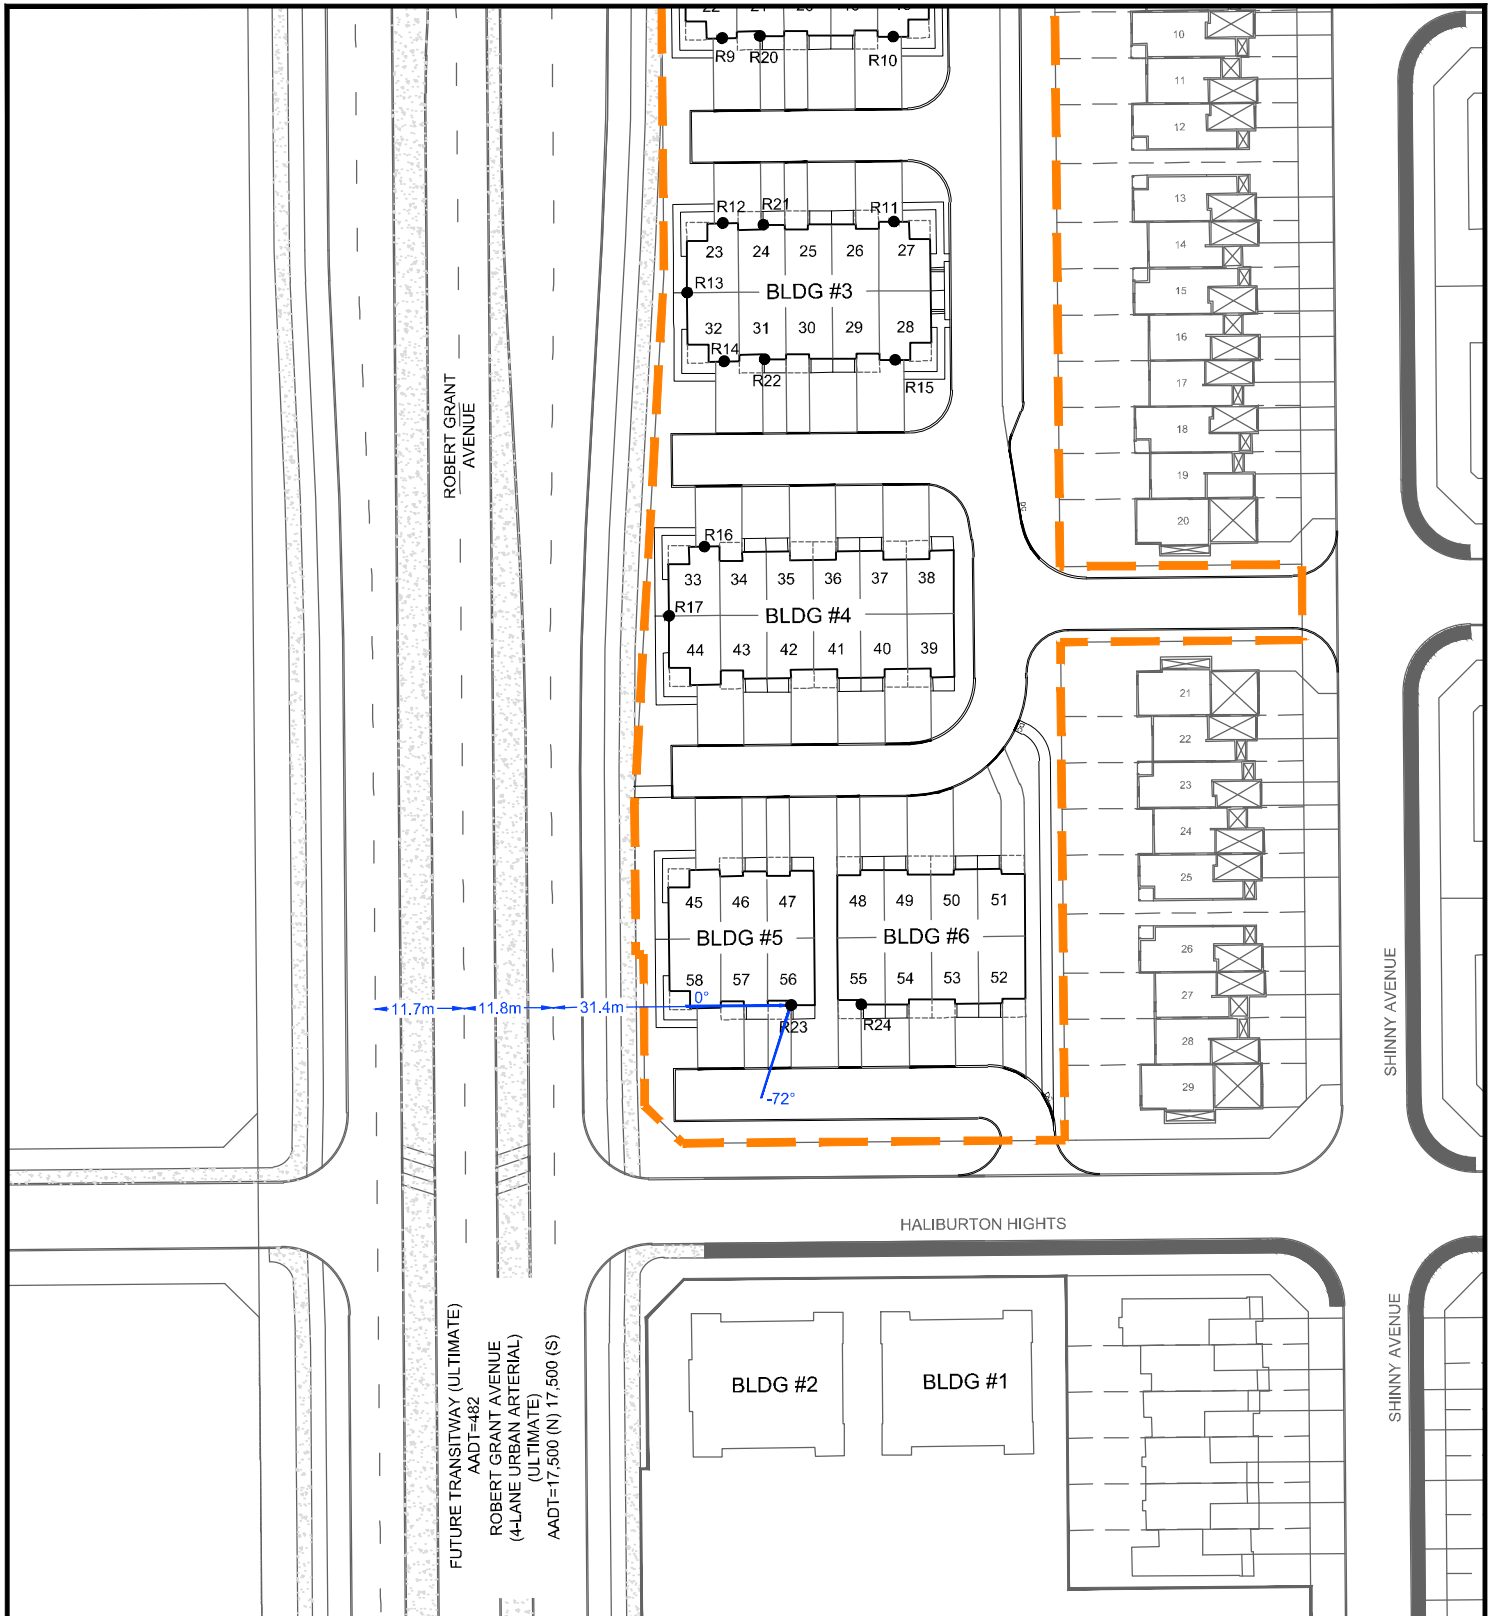 22 21 20 19 18
R9 R20 R10
10
11
12
R12 R21 R11
23 24 25 26 27
R13 BLDG #3
32 31 30 29 28
R14
R22 R15
13
14
15
16
17
18
19
20
ROBERT GRANT
AVENUE
R16
33 34 35 36 37 38
R17 BLDG #4
44 43 42 41 40 39
21
22
23
24
25
45 46 47 48 49 50 51
BLDG #5 BLDG #6
58 57 56 55 54 53 52
11.7m 11.8m 31.4m 0°
R23 R24
-72°
26
27
28
29
SHINNY AVENUE
HALIBURTON HIGHTS
FUTURE TRANSITWAY (ULTIMATE)
AADT=482
ROBERT GRANT AVENUE
(4-LANE URBAN ARTERIAL)
(ULTIMATE)
AADT=17,500 (N) 17,500 (S)
BLDG #2 BLDG #1
SHINNY AVENUE